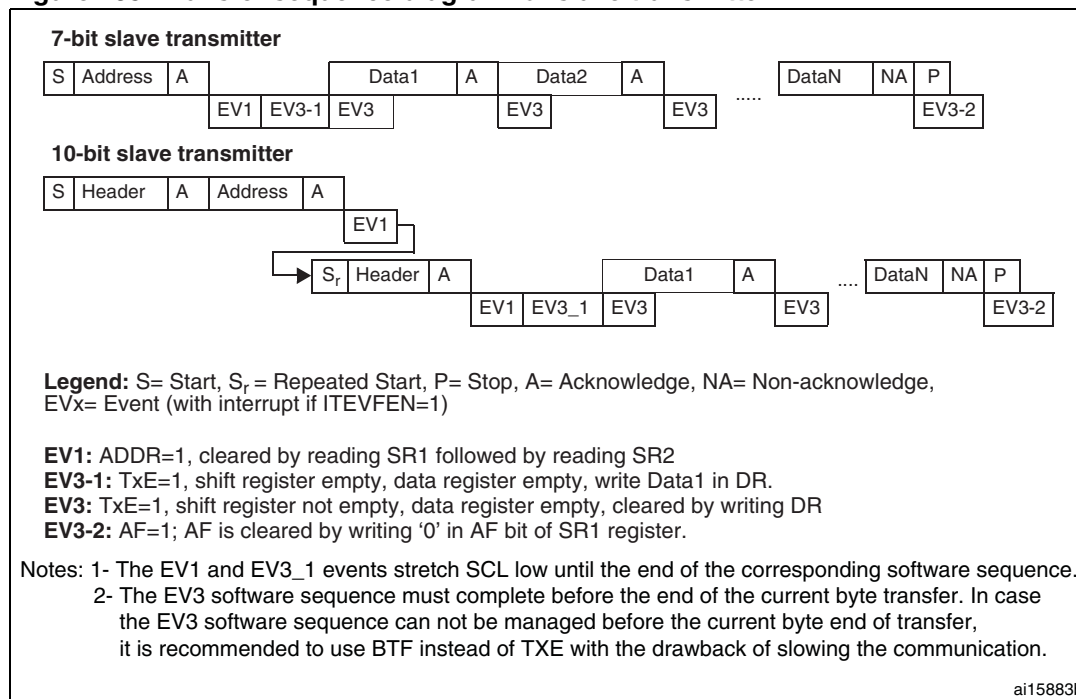 7-bit slave transmitter
S Address A Data1 A Data2 A ..... DataN NA P
EV1 EV3-1 EV3 EV3 EV3 EV3-2
10-bit slave transmitter
S Header A Address A
EV1
Sr Header A Data1 A .... DataN NA P
EV1 EV3_1 EV3 EV3 EV3-2
Legend: S= Start, Sr = Repeated Start, P= Stop, A= Acknowledge, NA= Non-acknowledge,
EVx= Event (with interrupt if ITEVFEN=1)
EV1: ADDR=1, cleared by reading SR1 followed by reading SR2
EV3-1: TxE=1, shift register empty, data register empty, write Data1 in DR.
EV3: TxE=1, shift register not empty, data register empty, cleared by writing DR
EV3-2: AF=1; AF is cleared by writing ‘0’ in AF bit of SR1 register.
Notes: 1- The EV1 and EV3_1 events stretch SCL low until the end of the corresponding software sequence.
2- The EV3 software sequence must complete before the end of the current byte transfer. In case
the EV3 software sequence can not be managed before the current byte end of transfer,
it is recommended to use BTF instead of TXE with the drawback of slowing the communication.